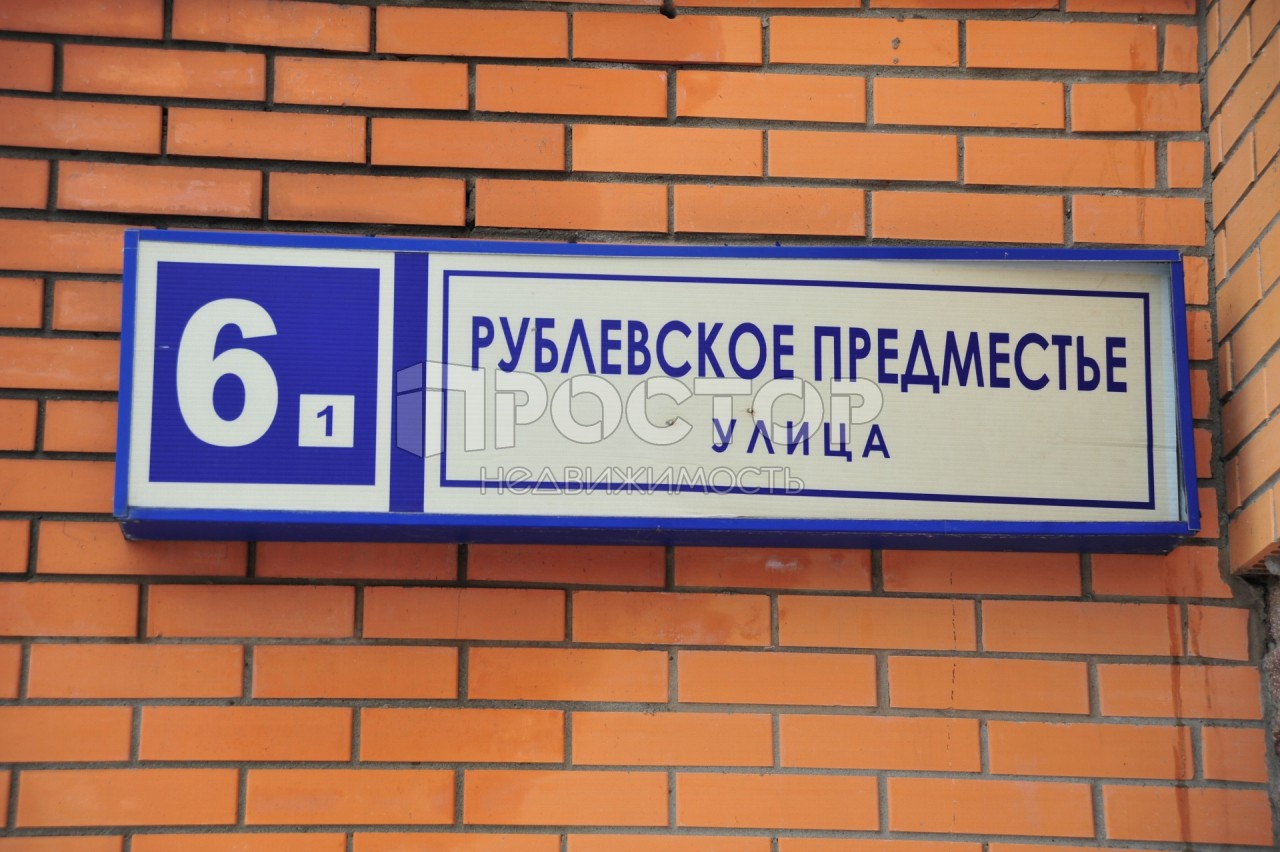 6
1
РУБЛЕВСКОЕ ПРЕДМЕСТЬЕ
УЛИЦА
ПРОСТОР
НЕДВИЖИМОСТЬ